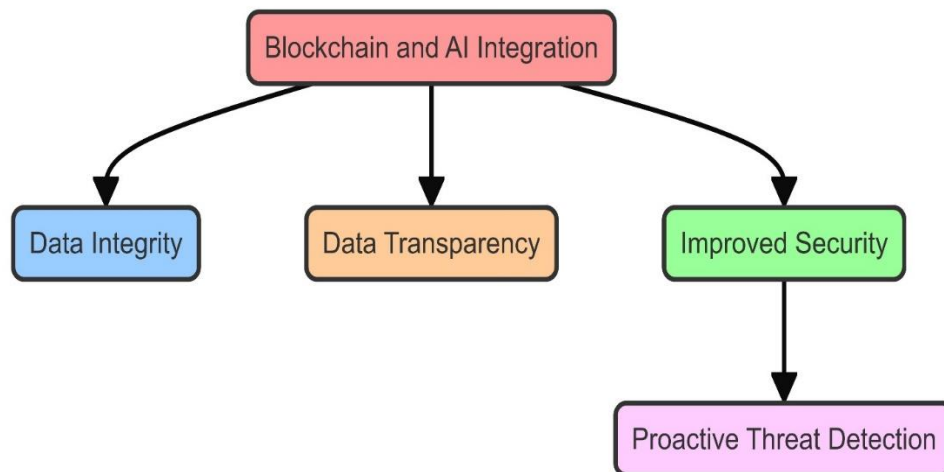 Blockchain and AI Integration
Data Integrity
Data Transparency
Improved Security
Proactive Threat Detection